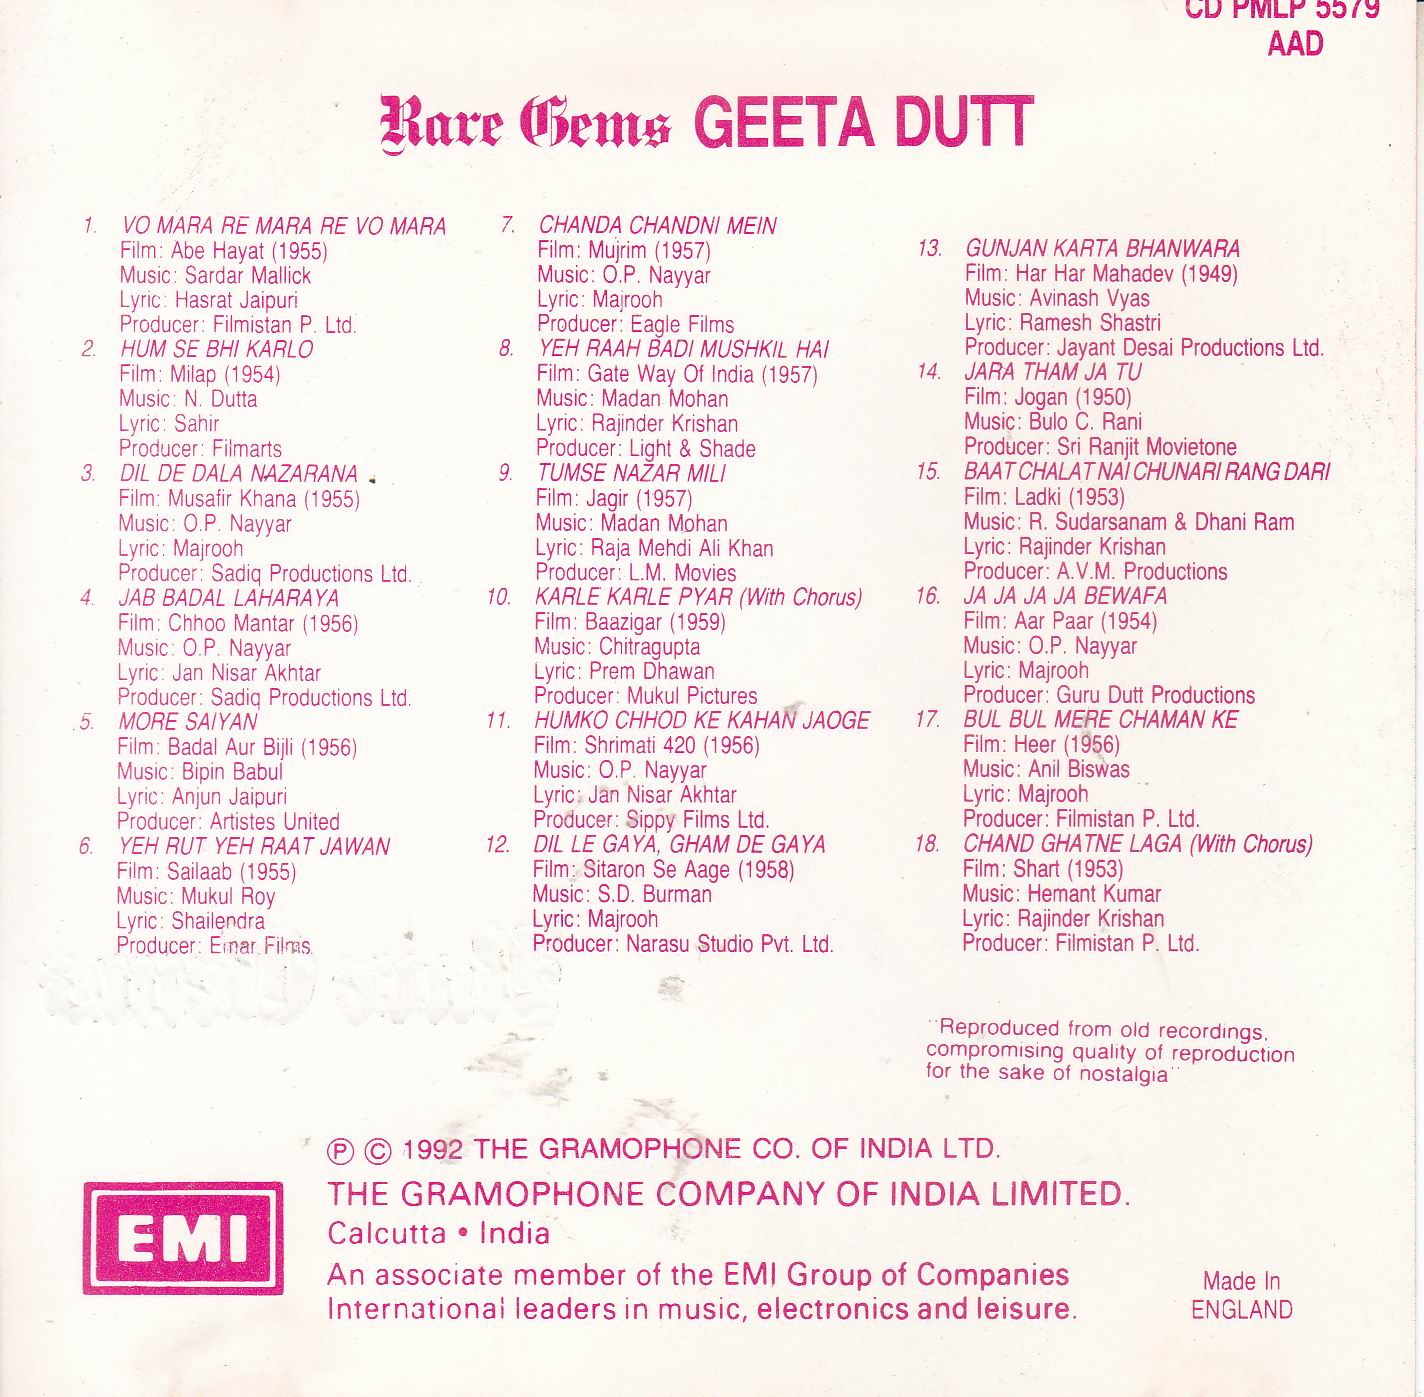 CD PMLP 5579
AAD
Rare Gems GEETA DUTT
1. VO MARA RE MARA RE VO MARA
Film: Abe Hayat (1955)
Music: Sardar Mallick
Lyric: Hasrat Jaipuri
Producer: Filmistan P. Ltd.
2. HUM SE BHI KARLO
Film: Milap (1954)
Music: N. Dutta
Lyric: Sahir
Producer: Filmarts
3. DIL DE DALA NAZARANA
Film: Musafir Khana (1955)
Music: O.P. Nayyar
Lyric: Majrooh
Producer: Sadiq Productions Ltd.
4. JAB BADAL LAHARAYA
Film: Chhoo Mantar (1956)
Music: O.P. Nayyar
Lyric: Jan Nisar Akhtar
Producer: Sadiq Productions Ltd.
5. MORE SAIYAN
Film: Badal Aur Bijli (1956)
Music: Bipin Babul
Lyric: Anjun Jaipuri
Producer: Artistes United
6. YEH RUT YEH RAAT JAWAN
Film: Sailaab (1955)
Music: Mukul Roy
Lyric: Shailendra
Producer: Emar Films
7. CHANDA CHANDNI MEIN
Film: Mujrim (1957)
Music: O.P. Nayyar
Lyric: Majrooh
Producer: Eagle Films
8. YEH RAAH BADI MUSHKIL HAI
Film: Gate Way Of India (1957)
Music: Madan Mohan
Lyric: Rajinder Krishan
Producer: Light & Shade
9. TUMSE NAZAR MILI
Film: Jagir (1957)
Music: Madan Mohan
Lyric: Raja Mehdi Ali Khan
Producer: L.M. Movies
10. KARLE KARLE PYAR (With Chorus)
Film: Baazigar (1959)
Music: Chitragupta
Lyric: Prem Dhawan
Producer: Mukul Pictures
11. HUMKO CHHOD KE KAHAN JAOGE
Film: Shrimati 420 (1956)
Music: O.P. Nayyar
Lyric: Jan Nisar Akhtar
Producer: Sippy Films Ltd.
12. DIL LE GAYA, GHAM DE GAYA
Film: Sitaron Se Aage (1958)
Music: S.D. Burman
Lyric: Majrooh
Producer: Narasu Studio Pvt. Ltd.
13. GUNJAN KARTA BHANWARA
Film: Har Har Mahadev (1949)
Music: Avinash Vyas
Lyric: Ramesh Shastri
Producer: Jayant Desai Productions Ltd.
14. JARA THAM JA TU
Film: Jogan (1950)
Music: Bulo C. Rani
Producer: Sri Ranjit Movietone
15. BAAT CHALAT NAI CHUNARI RANG DARI
Film: Ladki (1953)
Music: R. Sudarsanam & Dhani Ram
Lyric: Rajinder Krishan
Producer: A.V.M. Productions
16. JA JA JA JA BEWAFA
Film: Aar Paar (1954)
Music: O.P. Nayyar
Lyric: Majrooh
Producer: Guru Dutt Productions
17. BUL BUL MERE CHAMAN KE
Film: Heer (1956)
Music: Anil Biswas
Lyric: Majrooh
Producer: Filmistan P. Ltd.
18. CHAND GHATNE LAGA (With Chorus)
Film: Shart (1953)
Music: Hemant Kumar
Lyric: Rajinder Krishan
Producer: Filmistan P. Ltd.
"Reproduced from old recordings,
compromising quality of reproduction
for the sake of nostalgia"
Ⓟ © 1992 THE GRAMOPHONE CO. OF INDIA LTD.
THE GRAMOPHONE COMPANY OF INDIA LIMITED.
Calcutta • India
An associate member of the EMI Group of Companies
International leaders in music, electronics and leisure.
EMI
Made In
ENGLAND